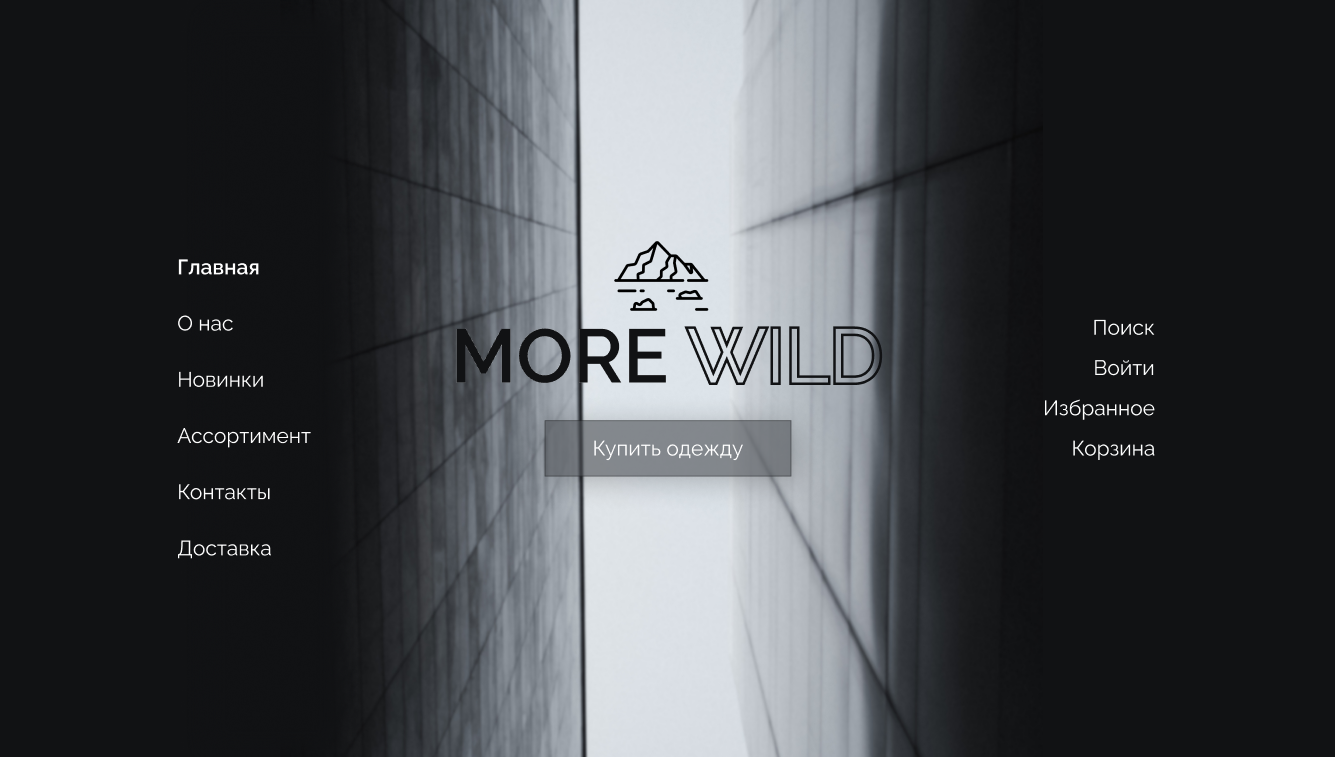 Главная
О нас
Новинки
Ассортимент
Контакты
Доставка
MORE WILD
Купить одежду
Поиск
Войти
Избранное
Корзина